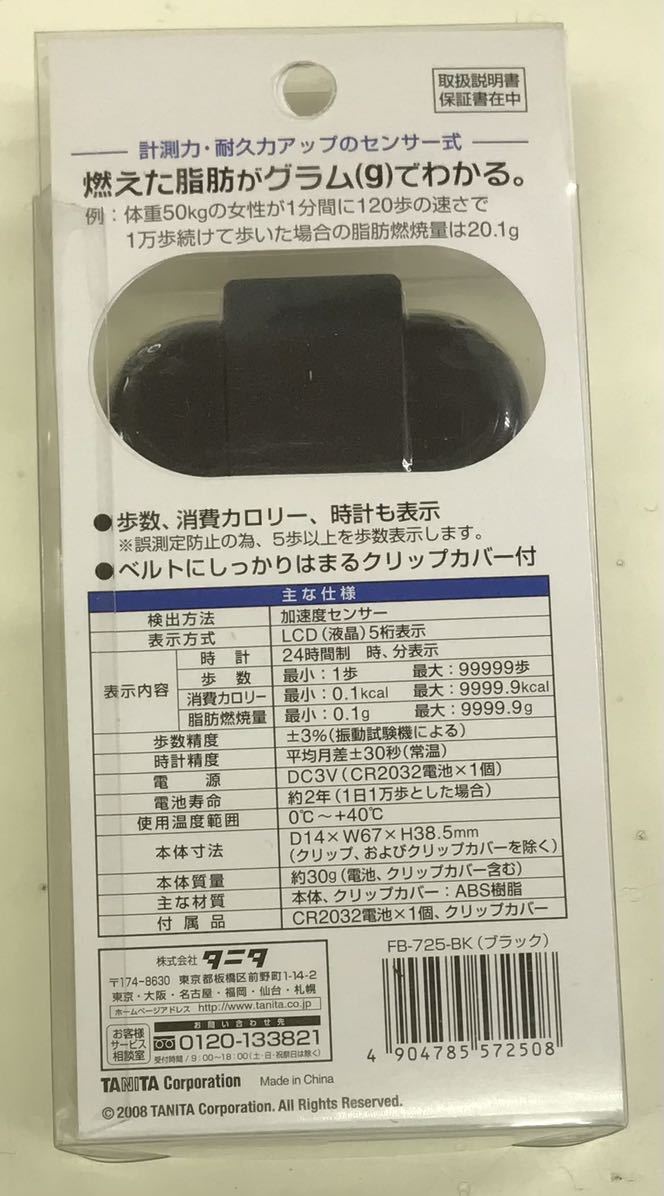 取扱説明書
保証書在中
計測力・耐久力アップのセンサー式
燃えた脂肪がグラム(g)でわかる。
例：体重50kgの女性が1分間に120歩の速さで
1万歩続けて歩いた場合の脂肪燃焼量は20.1g
●歩数、消費カロリー、時計も表示
※誤測定防止の為、5歩以上を歩数表示します。
●ベルトにしっかりはまるクリップカバー付
主な仕様
検出方法 加速度センサー
表示方式 LCD（液晶）5桁表示
表示内容 時計 24時間制 時、分表示
歩数 最小：1歩 最大：99999歩
消費カロリー 最小：0.1kcal 最大：9999.9kcal
脂肪燃焼量 最小：0.1g 最大：9999.9g
歩数精度 ±3%（振動試験機による）
時計精度 平均月差±30秒（常温）
電源 DC3V（CR2032電池×1個）
電池寿命 約2年（1日1万歩とした場合）
使用温度範囲 0℃～+40℃
本体寸法 D14×W67×H38.5mm
（クリップ、およびクリップカバーを除く）
本体質量 約30g（電池、クリップカバー含む）
主な材質 本体、クリップカバー：ABS樹脂
付属品 CR2032電池×1個、クリップカバー
株式会社 タニタ
〒174-8630 東京都板橋区前野町1-14-2
東京・大阪・名古屋・福岡・仙台・札幌
ホームページアドレス http://www.tanita.co.jp
お客様
サービス
相談室
お問い合わせ先
0120-133821
受付時間/9:00～18:00(土・日・祝祭日は除く)
TANITA Corporation Made in China
© 2008 TANITA Corporation. All Rights Reserved.
FB-725-BK（ブラック）
4 904785 572508